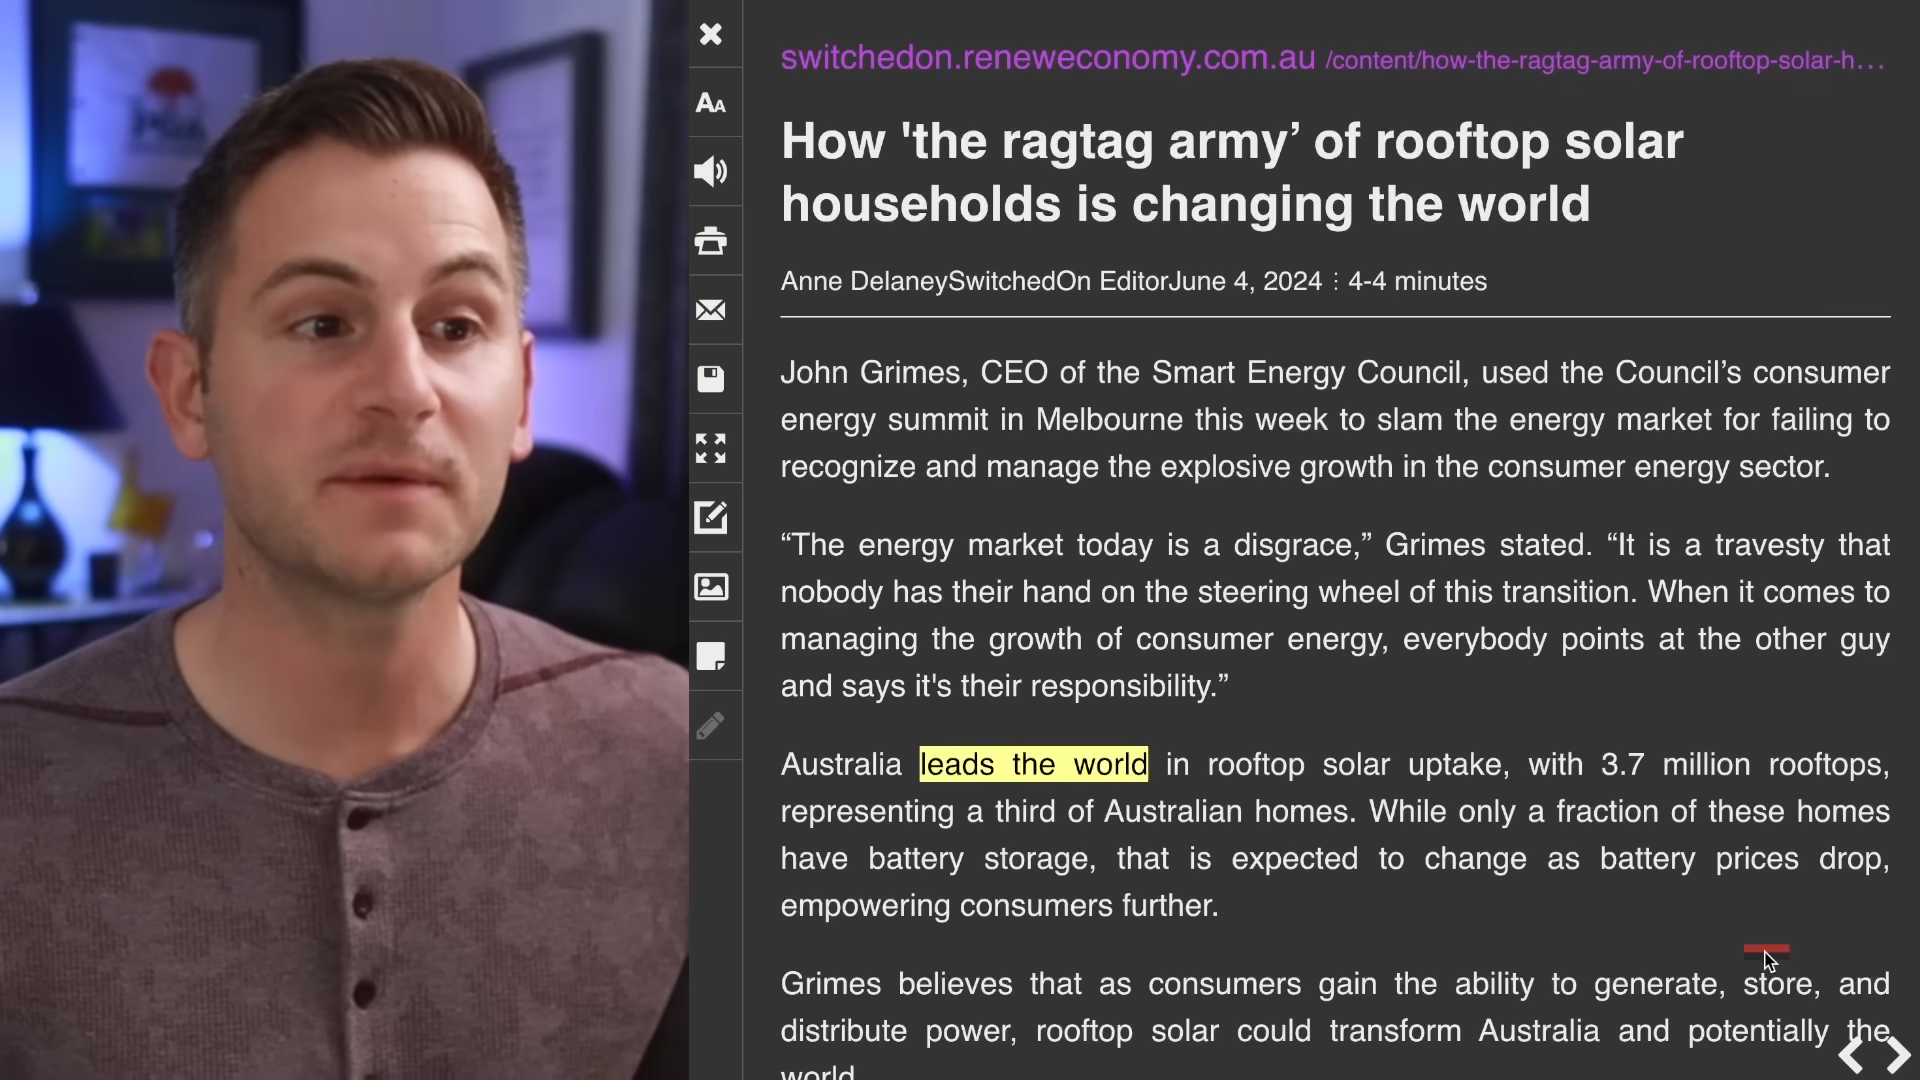 switchedon.reneweconomy.com.au /content/how-the-ragtag-army-of-rooftop-solar-h...
How 'the ragtag army’ of rooftop solar
households is changing the world
Anne DelaneySwitchedOn EditorJune 4, 2024 ⋮ 4-4 minutes
John Grimes, CEO of the Smart Energy Council, used the Council’s consumer
energy summit in Melbourne this week to slam the energy market for failing to
recognize and manage the explosive growth in the consumer energy sector.
“The energy market today is a disgrace,” Grimes stated. “It is a travesty that
nobody has their hand on the steering wheel of this transition. When it comes to
managing the growth of consumer energy, everybody points at the other guy
and says it's their responsibility.”
Australia leads the world in rooftop solar uptake, with 3.7 million rooftops,
representing a third of Australian homes. While only a fraction of these homes
have battery storage, that is expected to change as battery prices drop,
empowering consumers further.
Grimes believes that as consumers gain the ability to generate, store, and
distribute power, rooftop solar could transform Australia and potentially the
world.